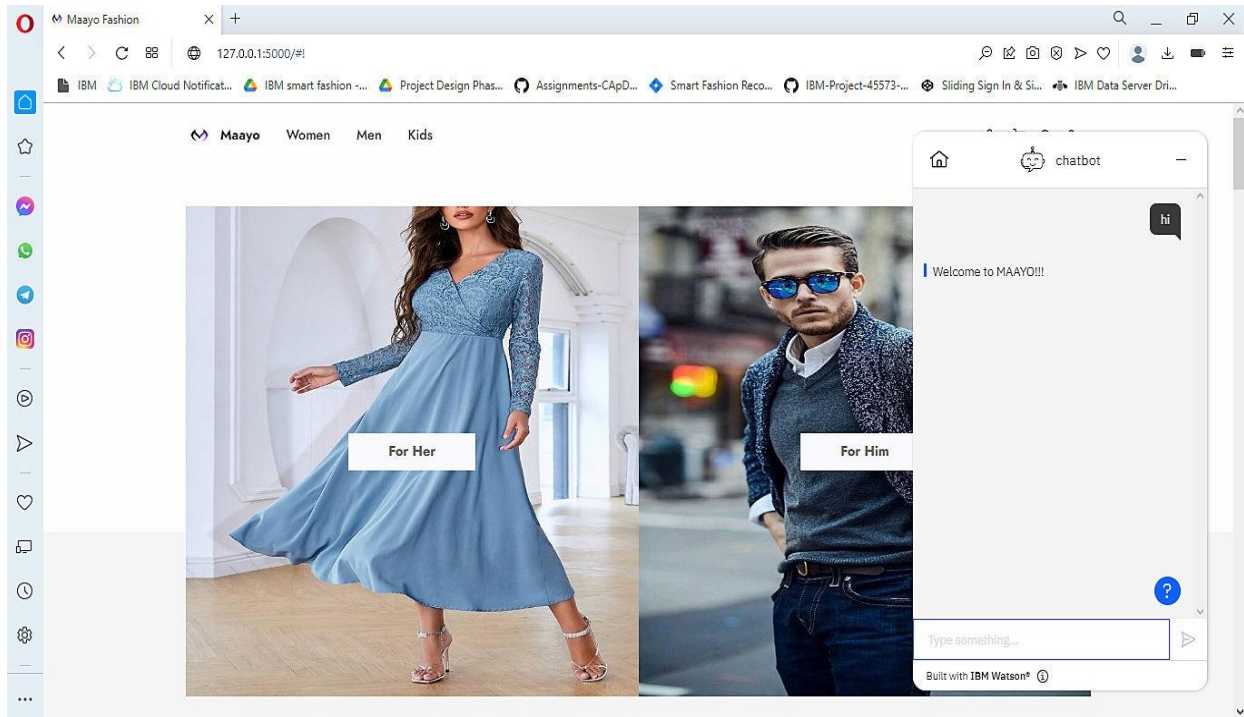 Maayo Fashion
127.0.0.1:5000/#!
IBM IBM Cloud Notificat... IBM smart fashion -... Project Design Phas... Assignments-CApD... Smart Fashion Reco... IBM-Project-45573-... Sliding Sign In & Si... IBM Data Server Dri...
Maayo Women Men Kids
chatbot
hi
Welcome to MAAYO!!!
For Her
For Him
?
Type something...
Built with IBM Watson®